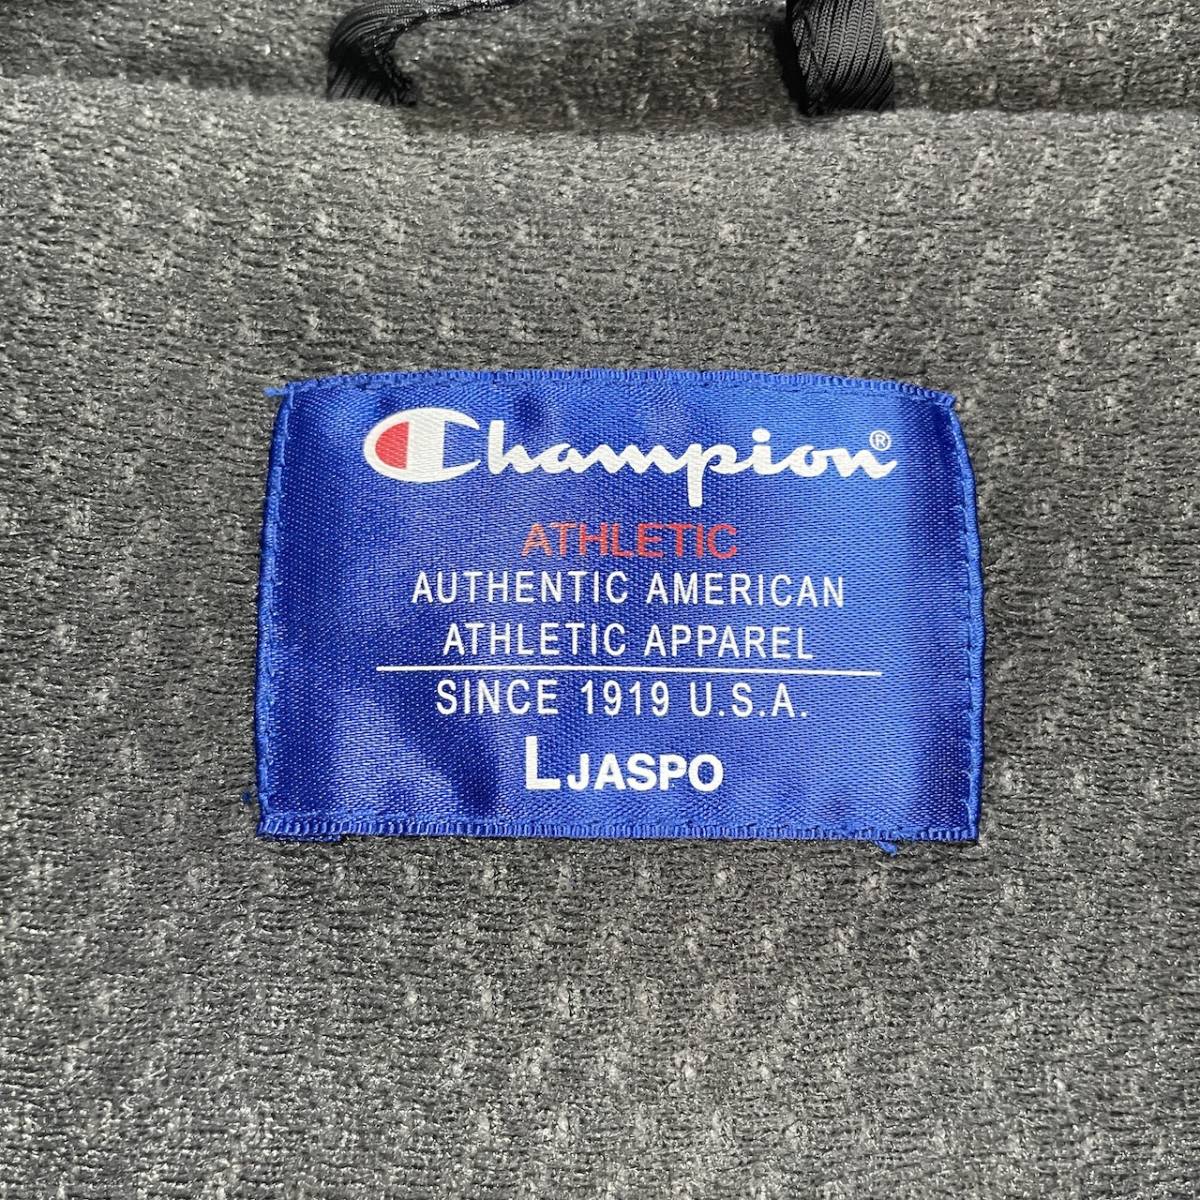 Champion®
ATHLETIC
AUTHENTIC AMERICAN
ATHLETIC APPAREL
SINCE 1919 U.S.A.
L JASPO